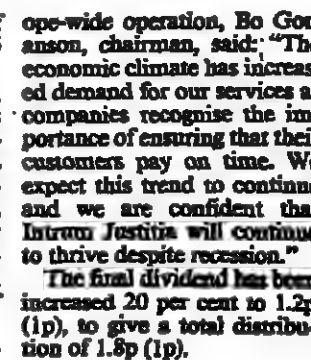 ope-wide operation, Bo Gor
anson, chairman, said: "The
economic climate has increas
ed demand for our services a
companies recognise the im
portance of ensuring that thei
customers pay on time. We
expect this trend to continue
and we are confident that
Intrum Justitia will continue
to thrive despite recession."
The final dividend has been
increased 20 per cent to 1.2p
(1p), to give a total distribu-
tion of 1.8p (1p).